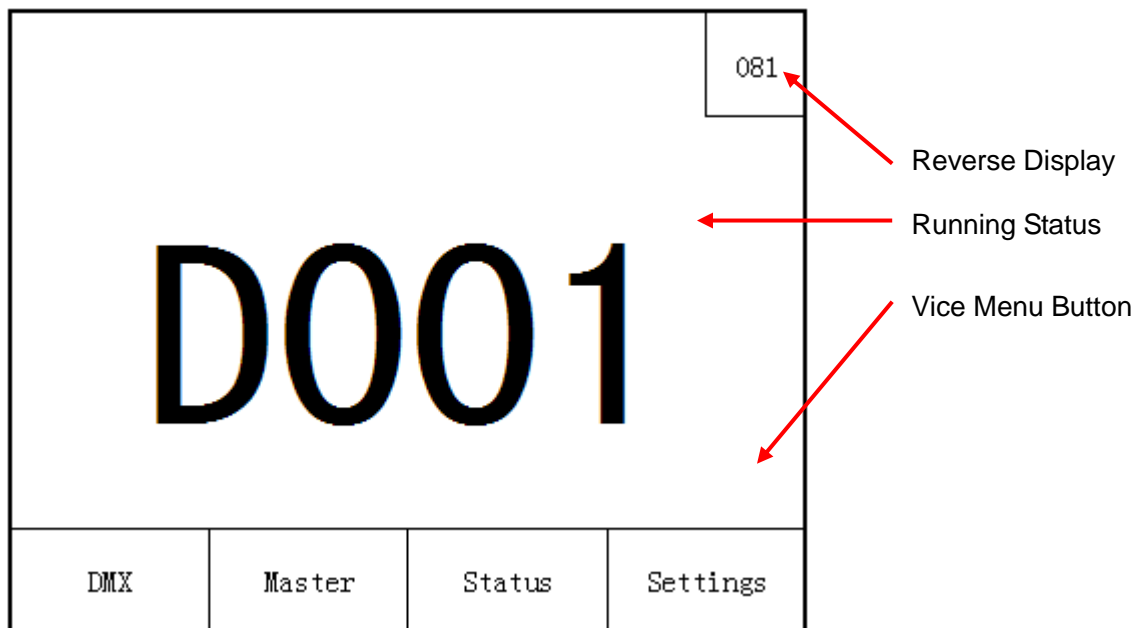 081
Reverse Display
Running Status
Vice Menu Button
D001
DMX Master Status Settings